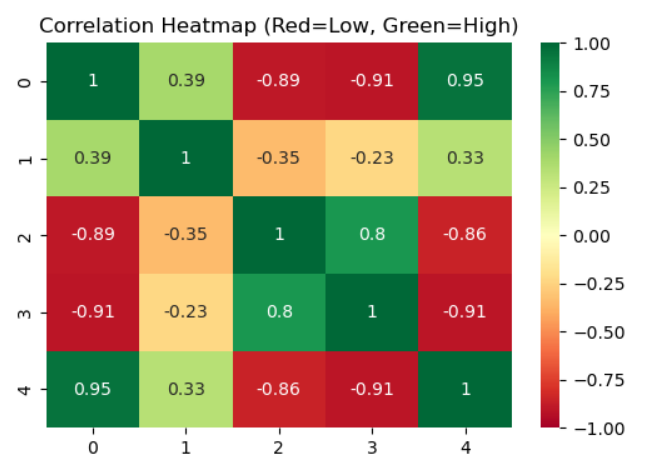 Correlation Heatmap (Red=Low, Green=High)
0 1 0.39 -0.89 -0.91 0.95
1 0.39 1 -0.35 -0.23 0.33
2 -0.89 -0.35 1 0.8 -0.86
3 -0.91 -0.23 0.8 1 -0.91
4 0.95 0.33 -0.86 -0.91 1
0 1 2 3 4
1.00
0.75
0.50
0.25
0.00
−0.25
−0.50
−0.75
−1.00